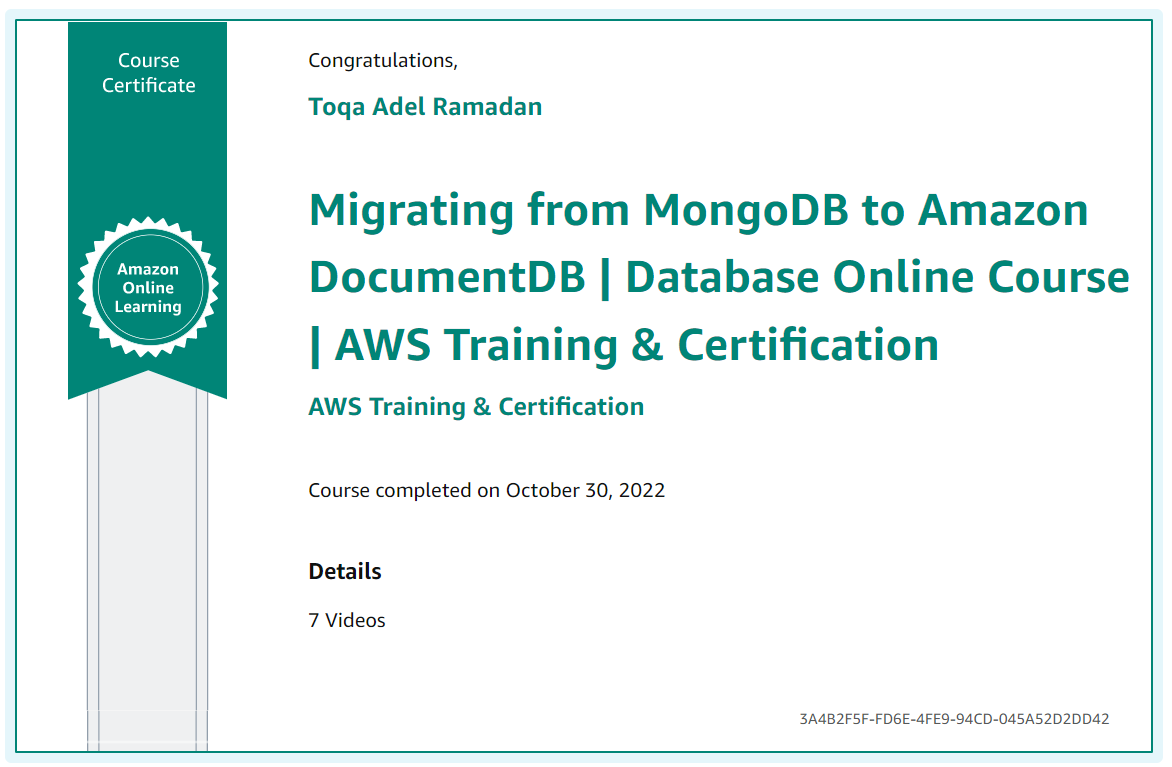 Course
Certificate
Amazon
Online
Learning
Congratulations,
Toqa Adel Ramadan
Migrating from MongoDB to Amazon
DocumentDB | Database Online Course
| AWS Training & Certification
AWS Training & Certification
Course completed on October 30, 2022
Details
7 Videos
3A4B2F5F-FD6E-4FE9-94CD-045A52D2DD42